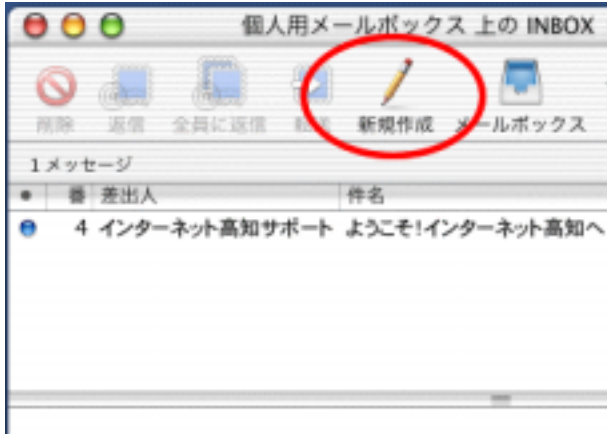 個人用メールボックス 上の INBOX
削除 返信 全員に返信 転送 新規作成 メールボックス
1メッセージ
番 差出人 件名
4 インターネット高知サポート ようこそ!インターネット高知へ